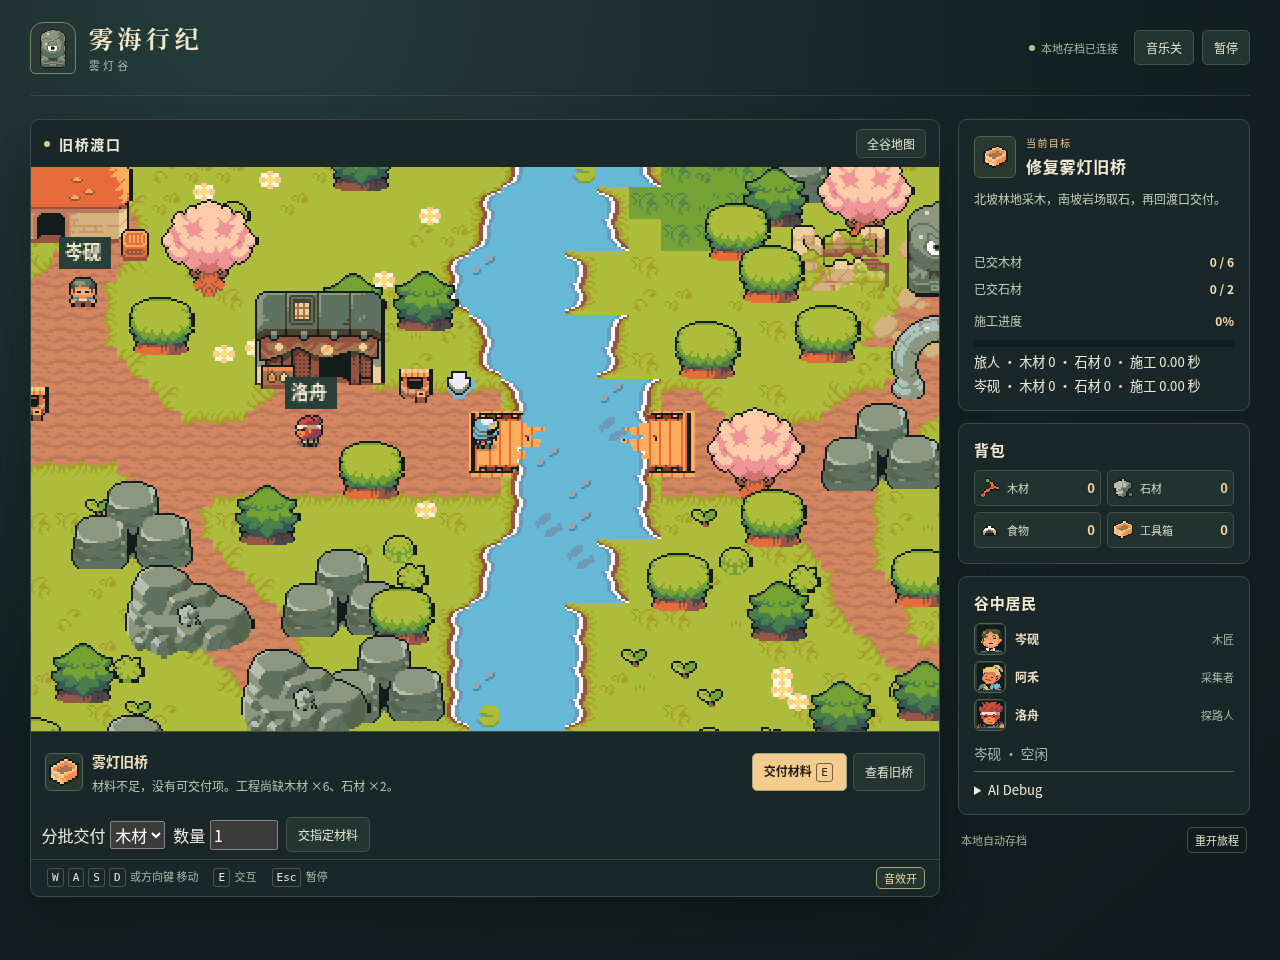 雾海行纪
雾灯谷
本地存档已连接
音乐关
暂停
旧桥渡口
全谷地图
岑砚
洛舟
雾灯旧桥
材料不足，没有可交付项。工程尚缺木材 ×6、石材 ×2。
交付材料 E
查看旧桥
分批交付 木材 数量 1 交指定材料
W A S D 或方向键 移动 E 交互 Esc 暂停
音效开
当前目标
修复雾灯旧桥
北坡林地采木，南坡岩场取石，再回渡口交付。
已交木材 0 / 6
已交石材 0 / 2
施工进度 0%
旅人 · 木材 0 · 石材 0 · 施工 0.00 秒
岑砚 · 木材 0 · 石材 0 · 施工 0.00 秒
背包
木材 0 石材 0
食物 0 工具箱 0
谷中居民
岑砚 木匠
阿禾 采集者
洛舟 探路人
岑砚 · 空闲
AI Debug
本地自动存档 重开旅程